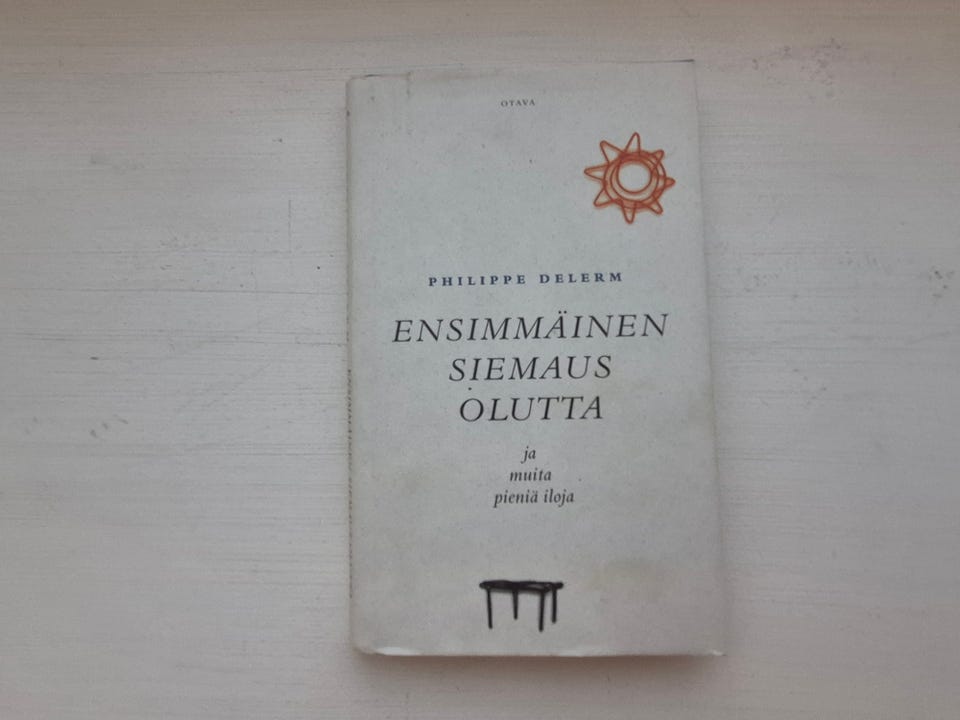 OTAVA
PHILIPPE DELERM
ENSIMMÄINEN
SIEMAUS
OLUTTA
ja
muita
pieniä iloja